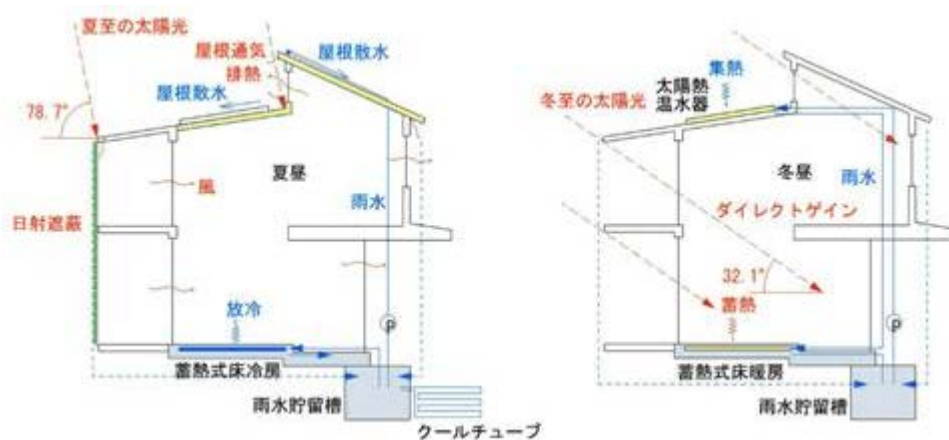 夏至の太陽光
屋根通気
排熱
屋根散水
屋根散水
78.7°
日射遮蔽
風
夏昼
雨水
放冷
P
蓄熱式床冷房
雨水貯留槽
クールチューブ
冬至の太陽光
集熱
太陽熱
温水器
冬昼
雨水
ダイレクトゲイン
32.1°
蓄熱
P
蓄熱式床暖房
雨水貯留槽